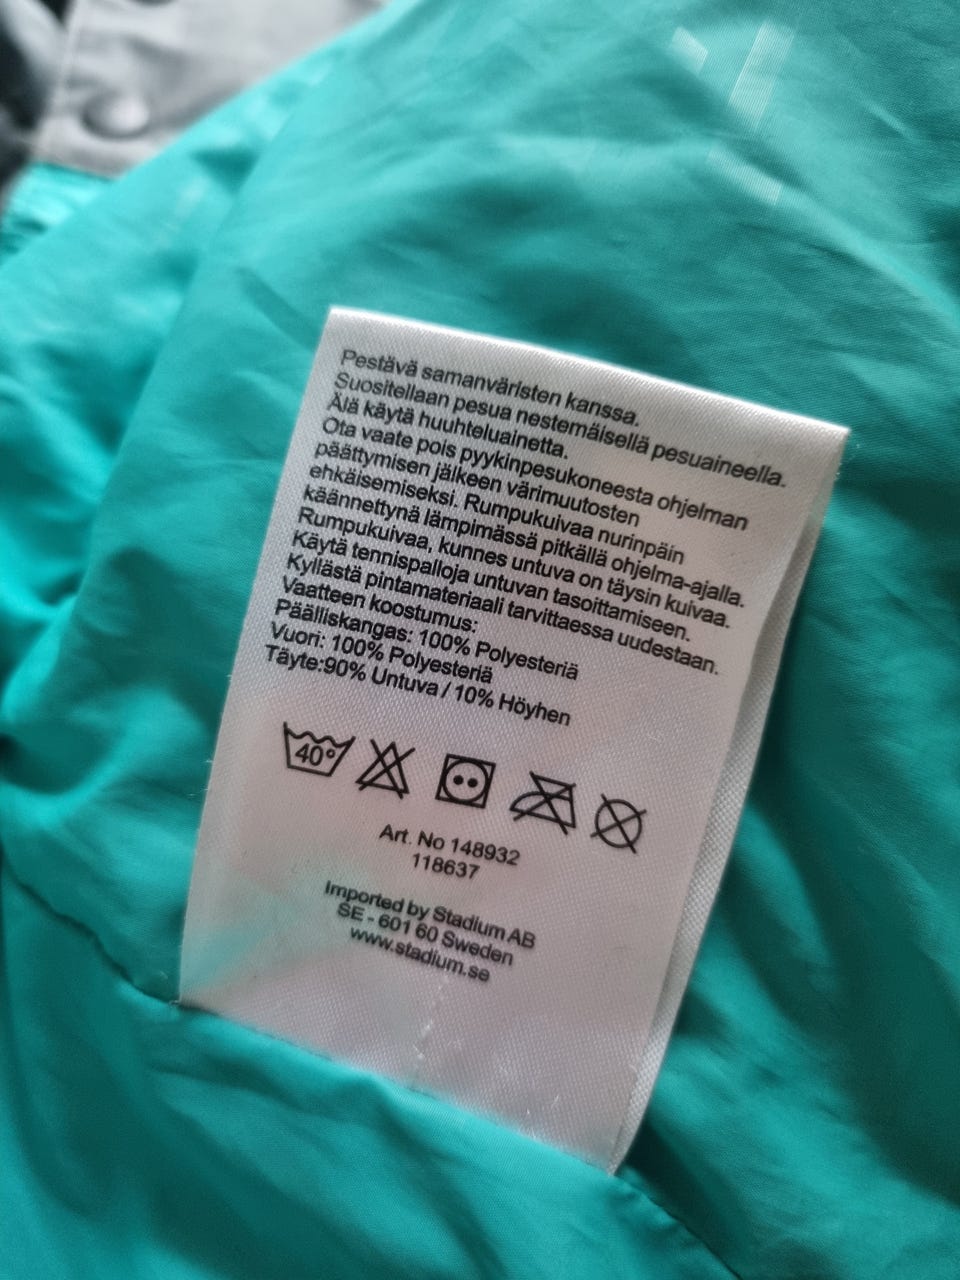 Pestävä samanväristen kanssa.
Suositellaan pesua nestemäisellä pesuaineella.
Älä käytä huuhteluainetta.
Ota vaate pois pyykinpesukoneesta ohjelman
päättymisen jälkeen värimuutosten
ehkäisemiseksi. Rumpukuivaa nurinpäin
käännettynä lämpimässä pitkällä ohjelma-ajalla.
Rumpukuivaa, kunnes untuva on täysin kuivaa.
Käytä tennispalloja untuvan tasoittamiseen.
Kyllästä pintamateriaali tarvittaessa uudestaan.
Vaatteen koostumus:
Päälliskangas: 100% Polyesteriä
Vuori: 100% Polyesteriä
Täyte:90% Untuva / 10% Höyhen
40°
Art. No 148932
118637
Imported by Stadium AB
SE - 601 60 Sweden
www.stadium.se